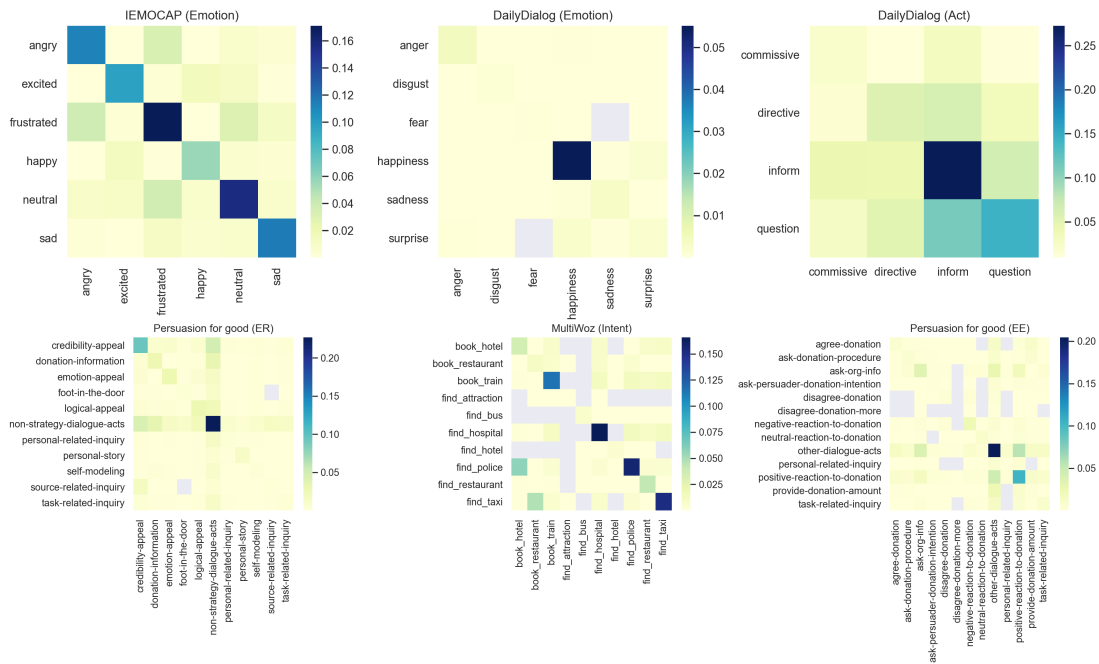 IEMOCAP (Emotion)
angry
excited
frustrated
happy
neutral
sad
angry
excited
frustrated
happy
neutral
sad
0.16
0.14
0.12
0.10
0.08
0.06
0.04
0.02
DailyDialog (Emotion)
anger
disgust
fear
happiness
sadness
surprise
anger
disgust
fear
happiness
sadness
surprise
0.05
0.04
0.03
0.02
0.01
DailyDialog (Act)
commissive
directive
inform
question
commissive
directive
inform
question
0.25
0.20
0.15
0.10
0.05
Persuasion for good (ER)
credibility-appeal
donation-information
emotion-appeal
foot-in-the-door
logical-appeal
non-strategy-dialogue-acts
personal-related-inquiry
personal-story
self-modeling
source-related-inquiry
task-related-inquiry
credibility-appeal
donation-information
emotion-appeal
foot-in-the-door
logical-appeal
non-strategy-dialogue-acts
personal-related-inquiry
personal-story
self-modeling
source-related-inquiry
task-related-inquiry
0.20
0.15
0.10
0.05
MultiWoz (Intent)
book_hotel
book_restaurant
book_train
find_attraction
find_bus
find_hospital
find_hotel
find_police
find_restaurant
find_taxi
book_hotel
book_restaurant
book_train
find_attraction
find_bus
find_hospital
find_hotel
find_police
find_restaurant
find_taxi
0.150
0.125
0.100
0.075
0.050
0.025
Persuasion for good (EE)
agree-donation
ask-donation-procedure
ask-org-info
ask-persuader-donation-intention
disagree-donation
disagree-donation-more
negative-reaction-to-donation
neutral-reaction-to-donation
other-dialogue-acts
personal-related-inquiry
positive-reaction-to-donation
provide-donation-amount
task-related-inquiry
agree-donation
ask-donation-procedure
ask-org-info
ask-persuader-donation-intention
disagree-donation
disagree-donation-more
negative-reaction-to-donation
neutral-reaction-to-donation
other-dialogue-acts
personal-related-inquiry
positive-reaction-to-donation
provide-donation-amount
task-related-inquiry
0.20
0.15
0.10
0.05